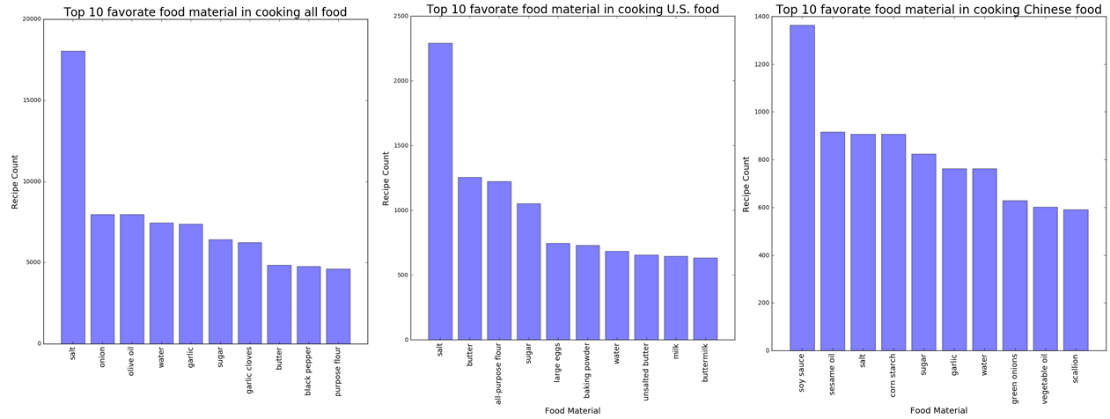 Top 10 favorate food material in cooking all food
20000
15000
10000
5000
0
Recipe Count
salt
onion
olive oil
water
garlic
sugar
garlic cloves
butter
black pepper
purpose flour
Top 10 favorate food material in cooking U.S. food
2500
2000
1500
1000
500
0
Recipe Count
salt
butter
all-purpose flour
sugar
large eggs
baking powder
water
unsalted butter
milk
buttermilk
Food Material
Top 10 favorate food material in cooking Chinese food
1400
1200
1000
800
600
400
200
0
Recipe Count
soy sauce
sesame oil
salt
corn starch
sugar
garlic
water
green onions
vegetable oil
scallion
Food Material